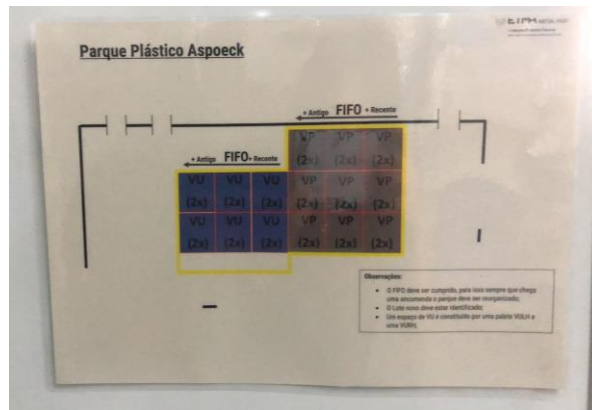 Parque Plástico Aspoeck
+ Antigo FIFO + Recente
+ Antigo FIFO + Recente
VP VP VP
(2x) (2x) (2x)
VU VU VU VP VP VP
(2x) (2x) (2x) (2x) (2x) (2x)
VU VU VU VP VP VP
(2x) (2x) (2x) (2x) (2x) (2x)
Observações:
• O FIFO deve ser cumprido, para isso sempre que chega
uma encomenda o parque deve ser reorganizado;
• O Lote novo deve estar identificado;
• Um espaço de VU é constituído por uma palete VULH e
uma VURH;